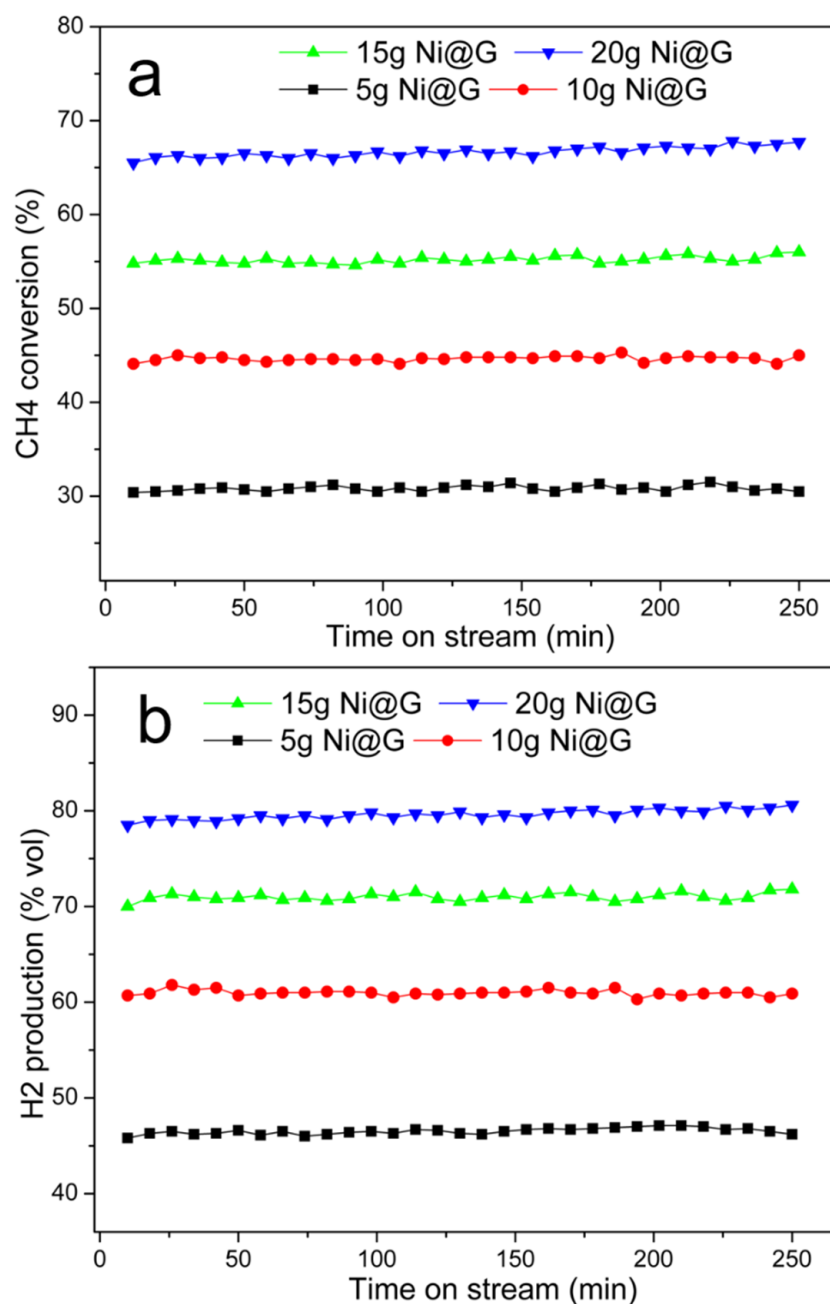 a
15g Ni@G 20g Ni@G
5g Ni@G 10g Ni@G
80
70
60
50
40
30
CH4 conversion (%)
0 50 100 150 200 250
Time on stream (min)
b
15g Ni@G 20g Ni@G
5g Ni@G 10g Ni@G
90
80
70
60
50
40
H2 production (% vol)
0 50 100 150 200 250
Time on stream (min)